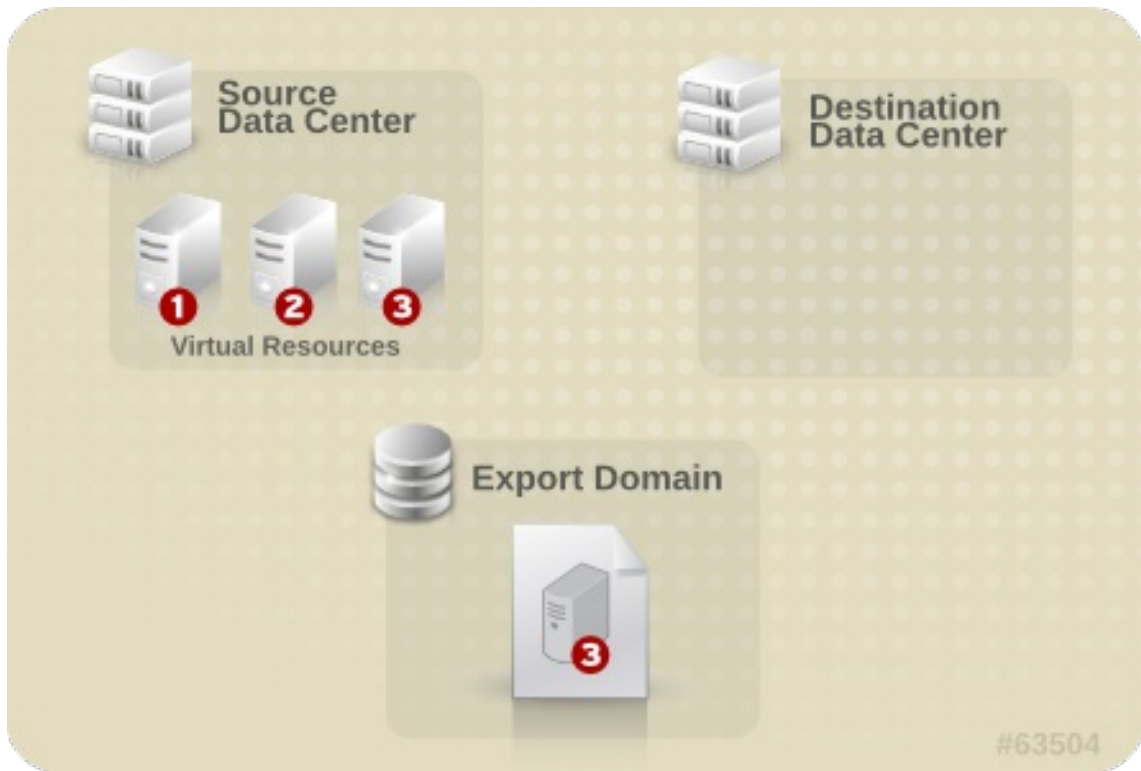 Source
Data Center
Destination
Data Center
1 2 3
Virtual Resources
Export Domain
3
#63504